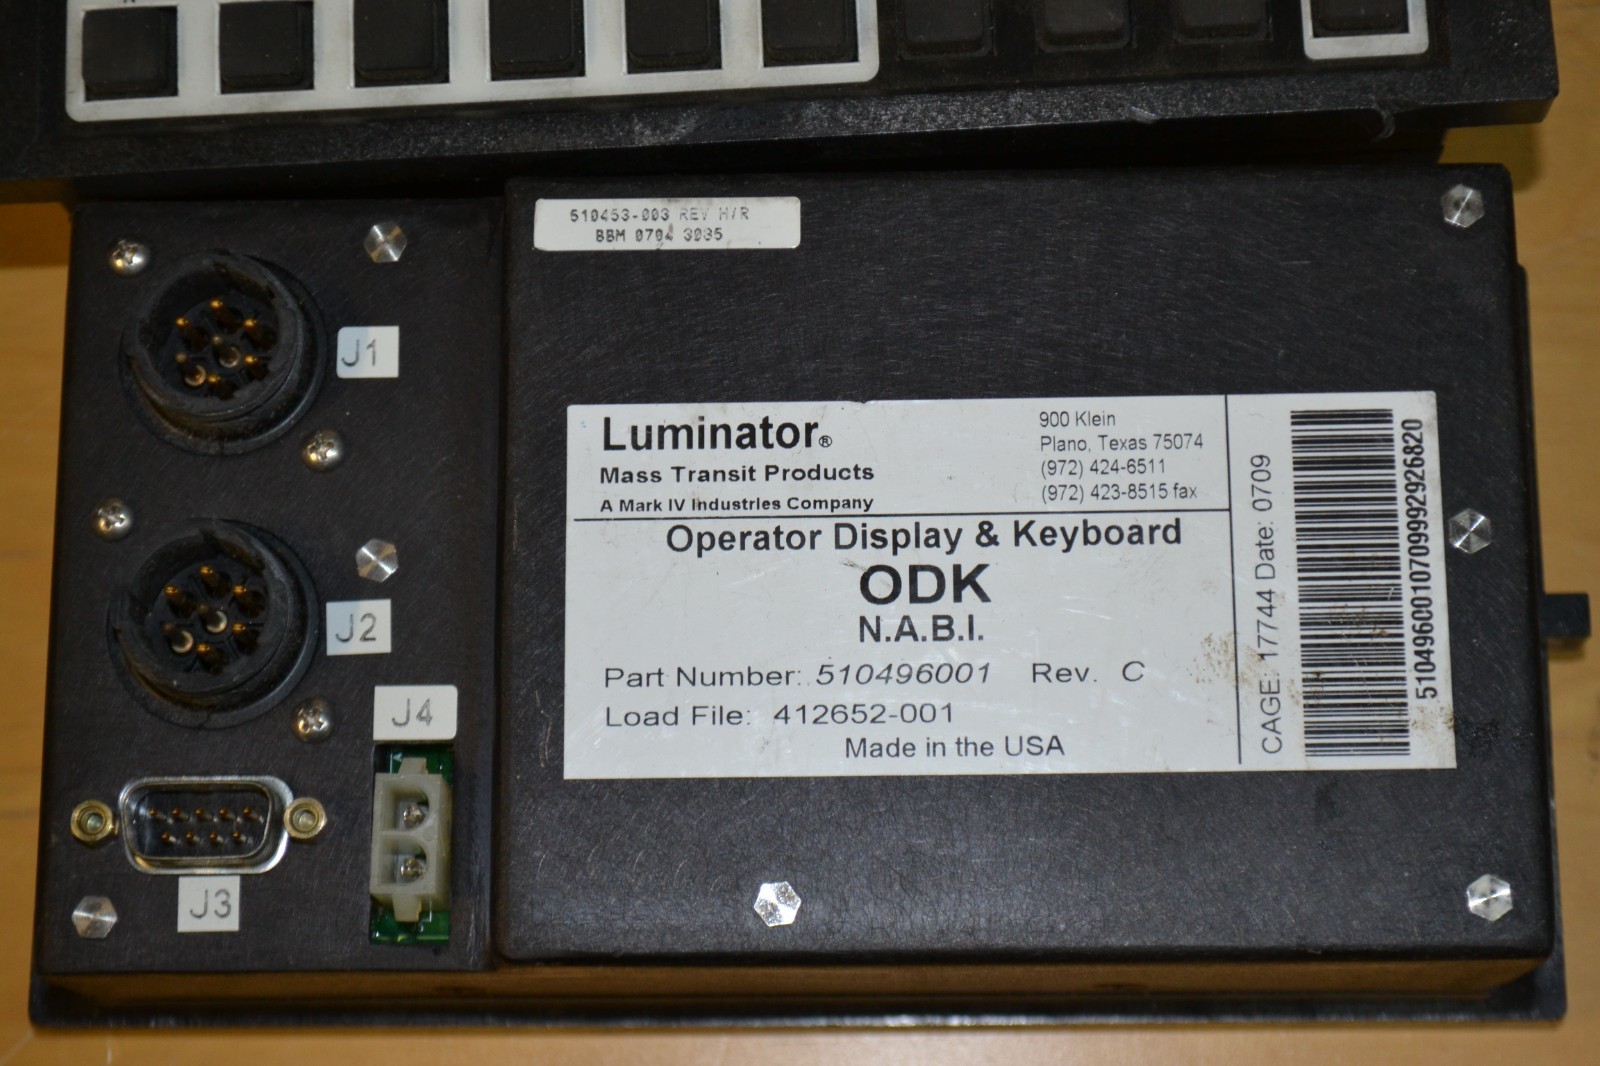 510453-003 REV H/R
BBM 0704 3035
J1
J2
J4
J3
Luminator®
Mass Transit Products
A Mark IV Industries Company
900 Klein
Plano, Texas 75074
(972) 424-6511
(972) 423-8515 fax
Operator Display & Keyboard
ODK
N.A.B.I.
Part Number: 510496001 Rev. C
Load File: 412652-001
Made in the USA
CAGE: 17744 Date: 0709
5104960010709992926820